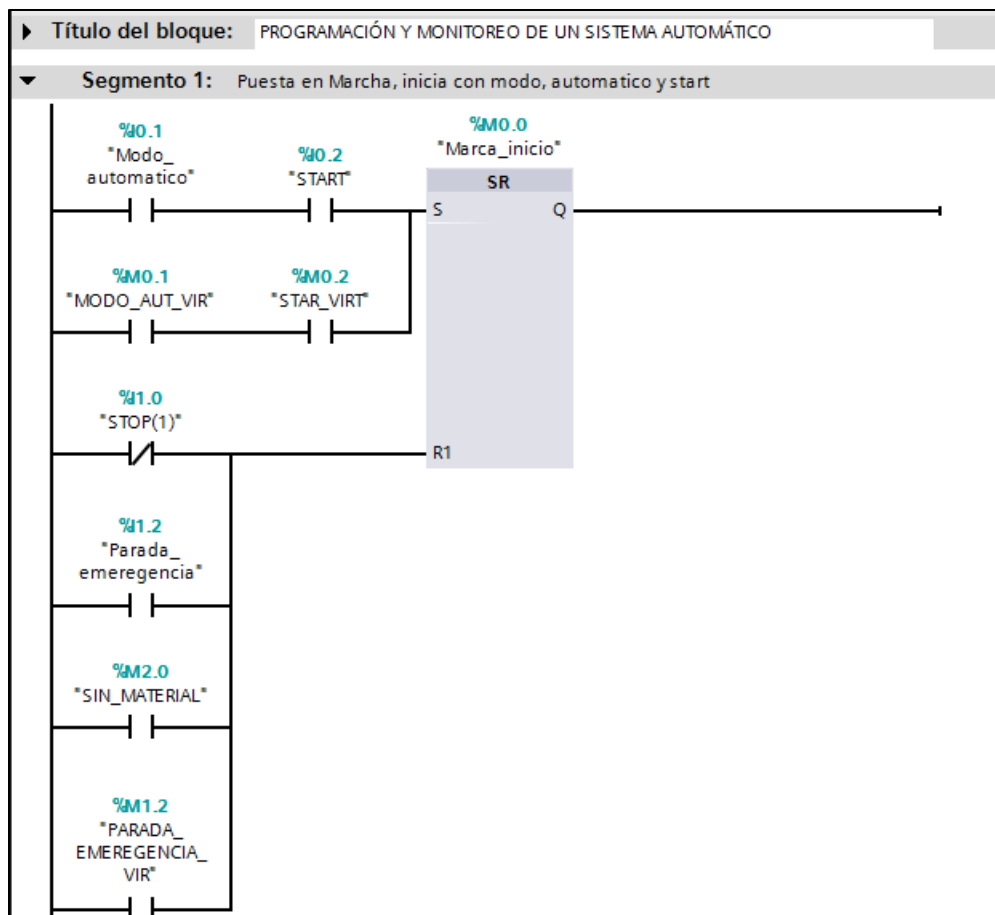 Título del bloque: PROGRAMACIÓN Y MONITOREO DE UN SISTEMA AUTOMÁTICO
Segmento 1: Puesta en Marcha, inicia con modo, automatico y start
%I0.1
"Modo_
automatico"
%I0.2
"START"
%M0.0
"Marca_inicio"
SR
S
Q
%M0.1
"MODO_AUT_VIR"
%M0.2
"STAR_VIRT"
%I1.0
"STOP(1)"
R1
%I1.2
"Parada_
emeregencia"
%M2.0
"SIN_MATERIAL"
%M1.2
"PARADA_
EMEREGENCIA_
VIR"